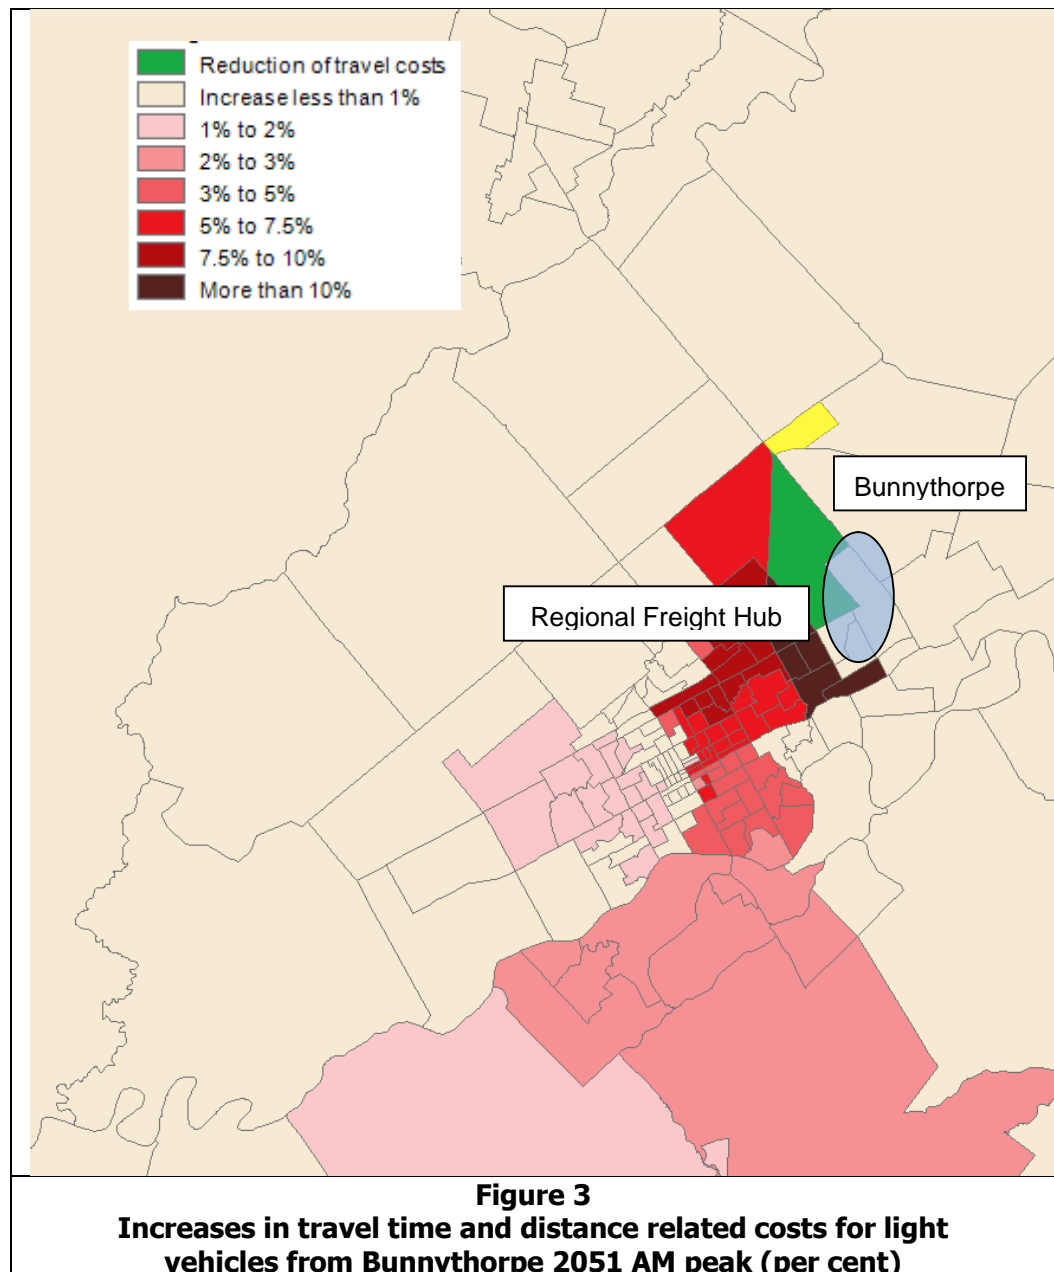 Reduction of travel costs
Increase less than 1%
1% to 2%
2% to 3%
3% to 5%
5% to 7.5%
7.5% to 10%
More than 10%
Bunnythorpe
Regional Freight Hub
Figure 3
Increases in travel time and distance related costs for light
vehicles from Bunnythorpe 2051 AM peak (per cent)